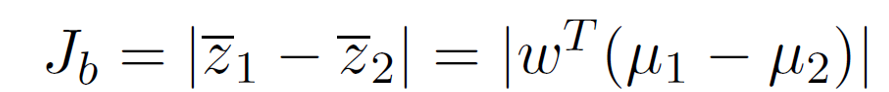 J_b = |z̅_1 − z̅_2| = |w^T(μ_1 − μ_2)|